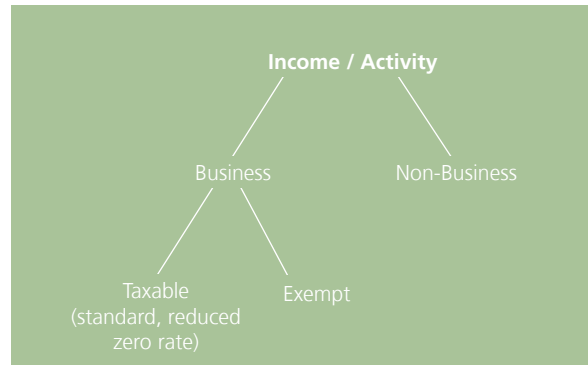 Income / Activity
Business
Non-Business
Taxable
(standard, reduced
zero rate)
Exempt